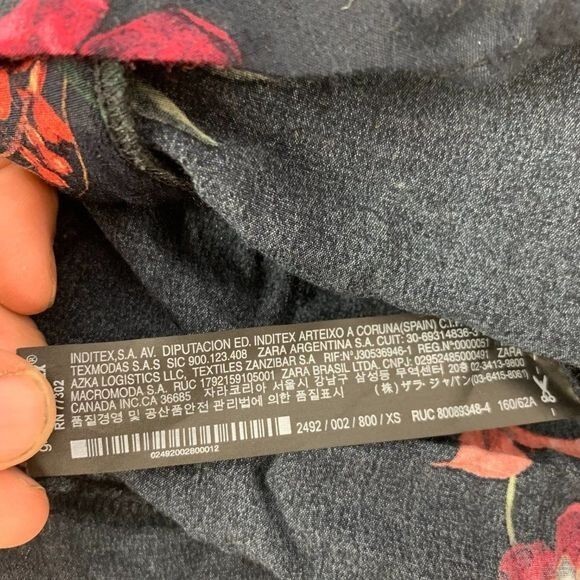 INDITEX,S.A. AV. DIPUTACION ED. INDITEX ARTEIXO A CORUNA(SPAIN)
TEXMODAS S.A.S SIC 900.123.408 ZARA ARGENTINA S.A. CUIT: 30-69314836-3
AZKA LOGISTICS LLC, TEXTILES ZANZIBAR S.A. RIF:NºJ30536946-1 REG.Nº0000051
MACROMODA S.A. RUC 1792159105001 ZARA BRASIL LTDA, CNPJ: 02952485000491 ZARA
CANADA INC.CA 36685 자라코리아 서울시 강남구 삼성동 무역센터 20층 02-3413-9800
품질경영 및 공산품안전 관리법에 의한 품질표시 (株) ザラ・ジャパン (03-6415-8061)
2492 / 002 / 800 / XS RUC 80089348-4 160/62A
02492002800012
RN 77302